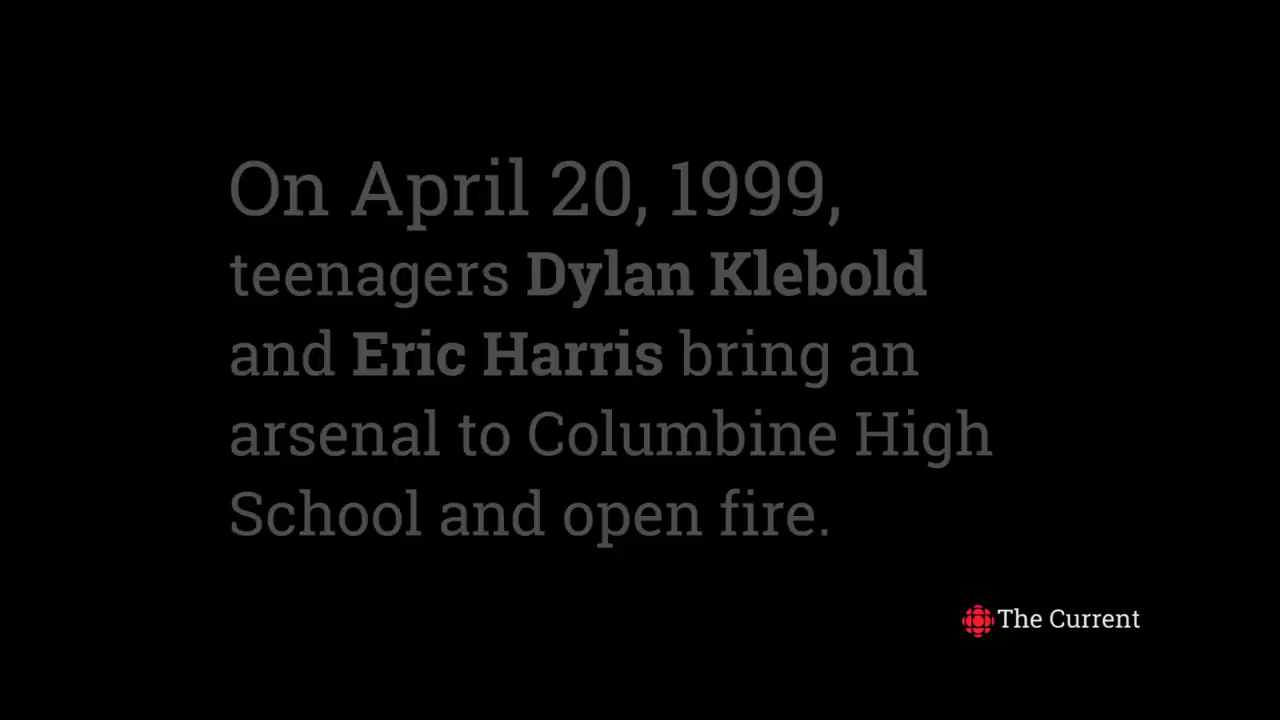 On April 20, 1999,
teenagers Dylan Klebold
and Eric Harris bring an
arsenal to Columbine High
School and open fire.
The Current